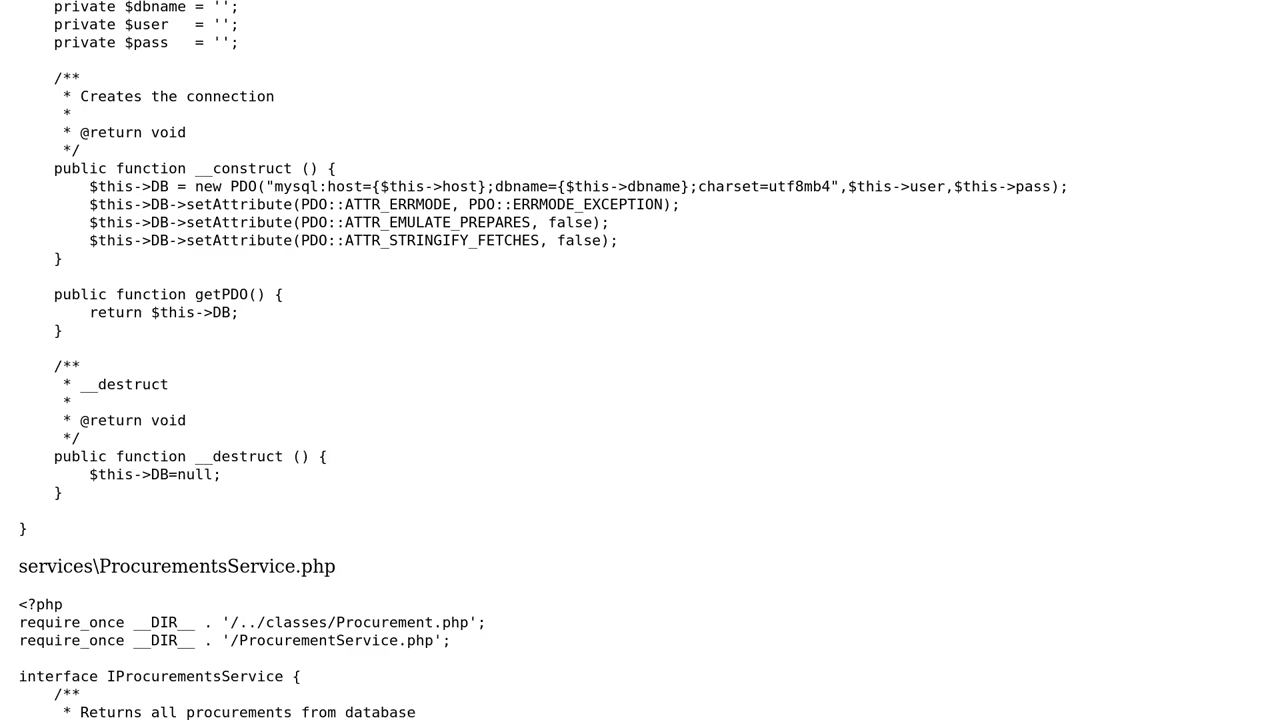 private $dbname = '';
    private $user   = '';
    private $pass   = '';

    /**
     * Creates the connection
     *
     * @return void
     */
    public function __construct () {
        $this->DB = new PDO("mysql:host={$this->host};dbname={$this->dbname};charset=utf8mb4",$this->user,$this->pass);
        $this->DB->setAttribute(PDO::ATTR_ERRMODE, PDO::ERRMODE_EXCEPTION);
        $this->DB->setAttribute(PDO::ATTR_EMULATE_PREPARES, false);
        $this->DB->setAttribute(PDO::ATTR_STRINGIFY_FETCHES, false);
    }

    public function getPDO() {
        return $this->DB;
    }

    /**
     * __destruct
     *
     * @return void
     */
    public function __destruct () {
        $this->DB=null;
    }

}
services\ProcurementsService.php
<?php
require_once __DIR__ . '/../classes/Procurement.php';
require_once __DIR__ . '/ProcurementService.php';

interface IProcurementsService {
    /**
     * Returns all procurements from database